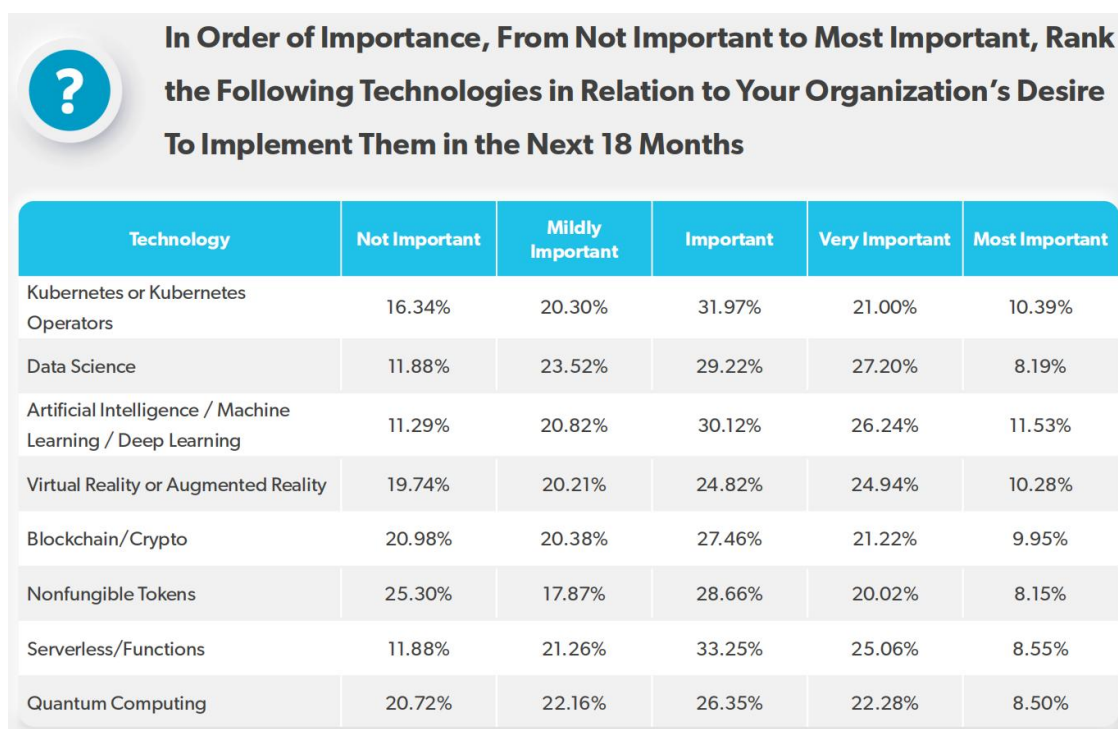 ?
In Order of Importance, From Not Important to Most Important, Rank
the Following Technologies in Relation to Your Organization’s Desire
To Implement Them in the Next 18 Months
Technology Not Important Mildly Important Important Very Important Most Important
Kubernetes or Kubernetes Operators 16.34% 20.30% 31.97% 21.00% 10.39%
Data Science 11.88% 23.52% 29.22% 27.20% 8.19%
Artificial Intelligence / Machine Learning / Deep Learning 11.29% 20.82% 30.12% 26.24% 11.53%
Virtual Reality or Augmented Reality 19.74% 20.21% 24.82% 24.94% 10.28%
Blockchain/Crypto 20.98% 20.38% 27.46% 21.22% 9.95%
Nonfungible Tokens 25.30% 17.87% 28.66% 20.02% 8.15%
Serverless/Functions 11.88% 21.26% 33.25% 25.06% 8.55%
Quantum Computing 20.72% 22.16% 26.35% 22.28% 8.50%